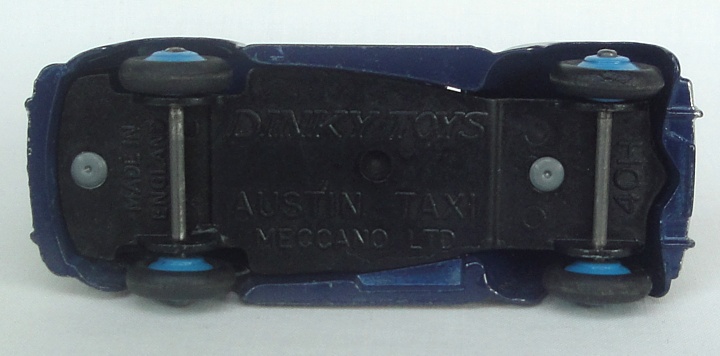 MADE IN
ENGLAND
DINKY TOYS
AUSTIN TAXI
MECCANO LTD
40H